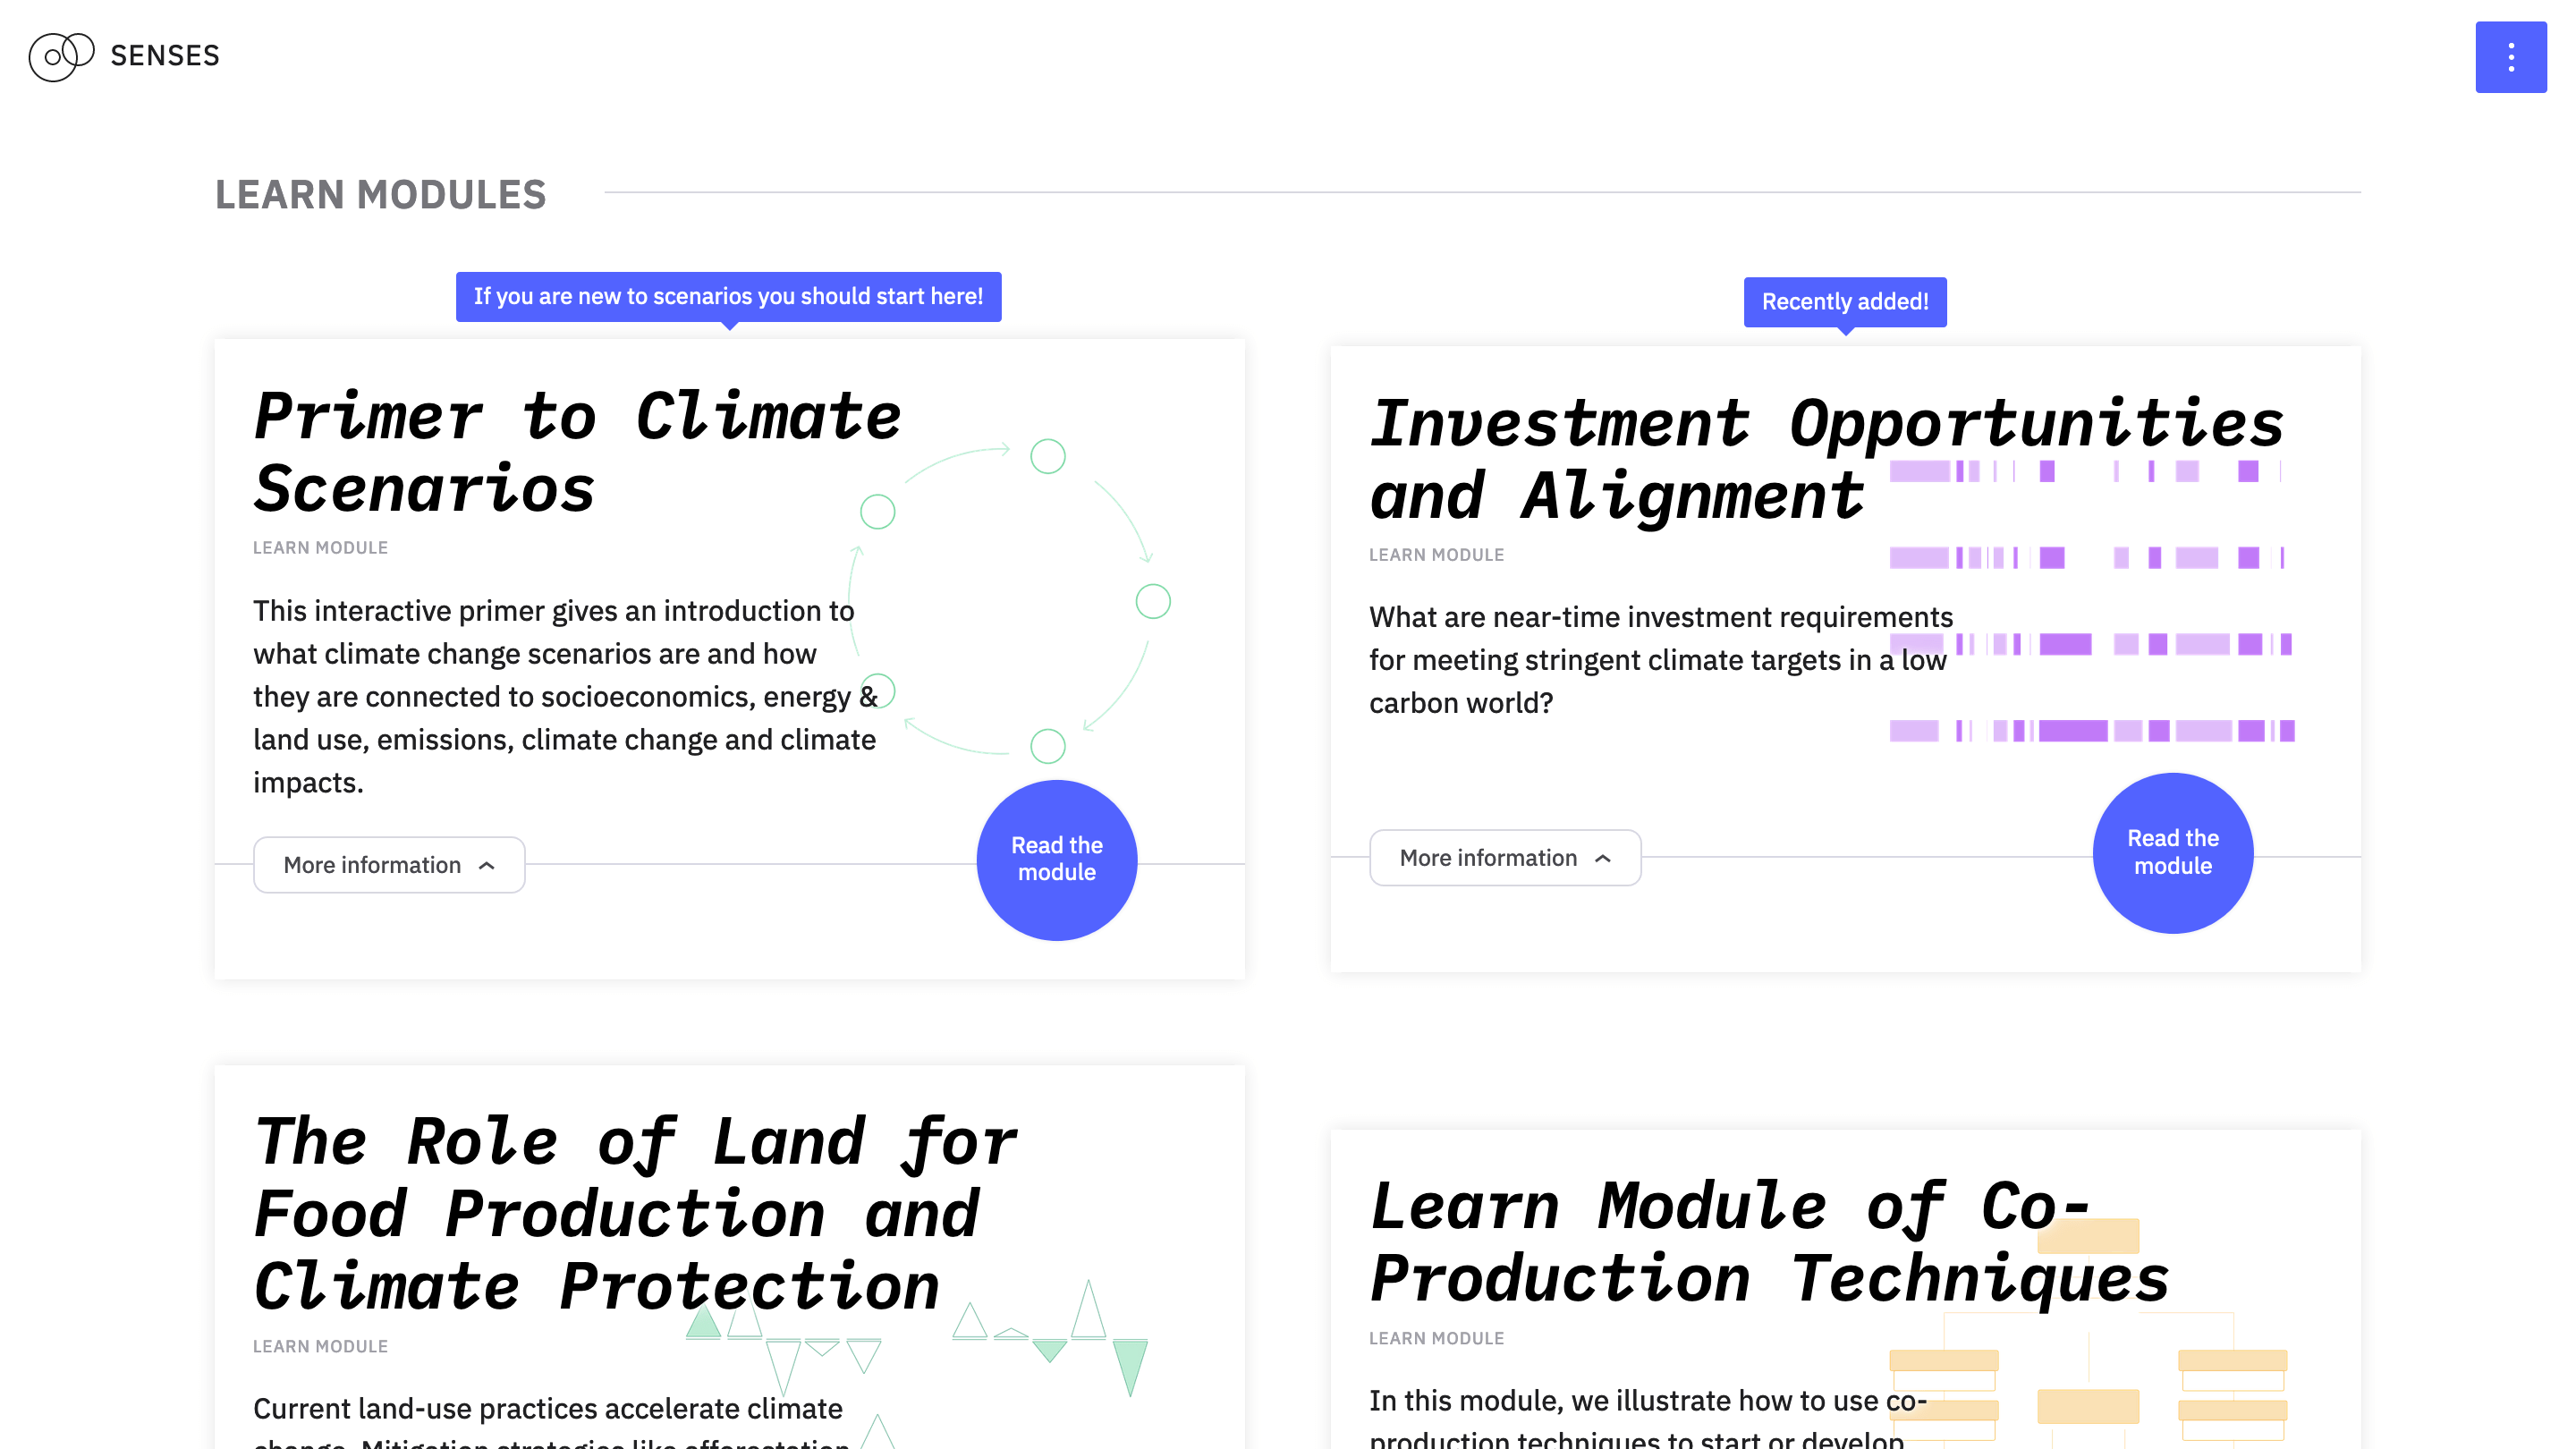 SENSES
LEARN MODULES
If you are new to scenarios you should start here!
Primer to Climate
Scenarios
LEARN MODULE
This interactive primer gives an introduction to
what climate change scenarios are and how
they are connected to socioeconomics, energy &
land use, emissions, climate change and climate
impacts.
More information
Read the
module
Recently added!
Investment Opportunities
and Alignment
LEARN MODULE
What are near-time investment requirements
for meeting stringent climate targets in a low
carbon world?
More information
Read the
module
The Role of Land for
Food Production and
Climate Protection
LEARN MODULE
Current land-use practices accelerate climate
change. Mitigation strategies like afforestation
Learn Module of Co-
Production Techniques
LEARN MODULE
In this module, we illustrate how to use co-
production techniques to start or develop